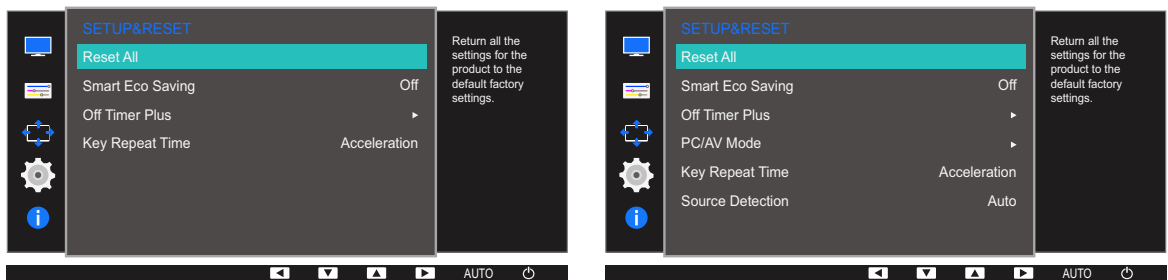 SETUP&RESET
Reset All
Smart Eco Saving Off
Off Timer Plus
Key Repeat Time Acceleration
Return all the
settings for the
product to the
default factory
settings.
AUTO
SETUP&RESET
Reset All
Smart Eco Saving Off
Off Timer Plus
PC/AV Mode
Key Repeat Time Acceleration
Source Detection Auto
Return all the
settings for the
product to the
default factory
settings.
AUTO